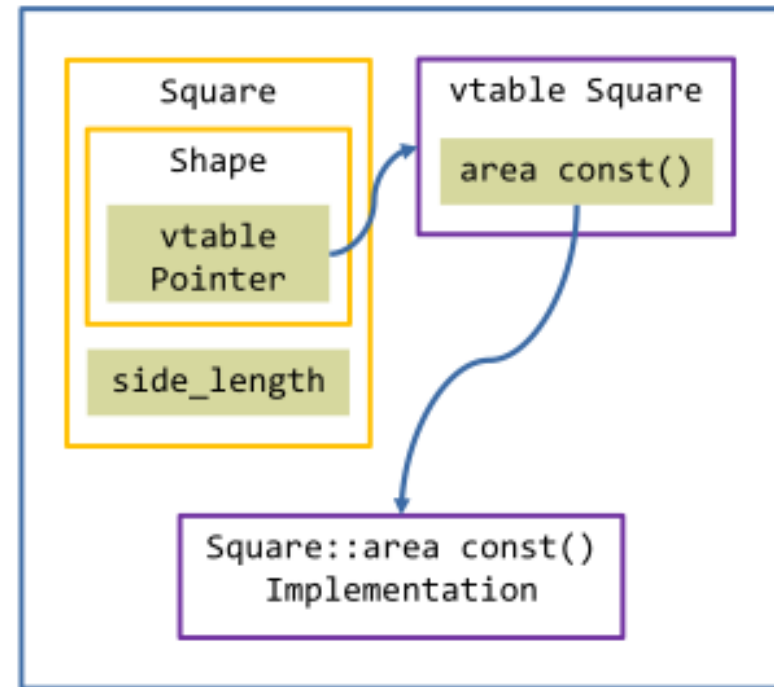 Square
Shape
vtable
Pointer
side_length
vtable Square
area const()
Square::area const()
Implementation